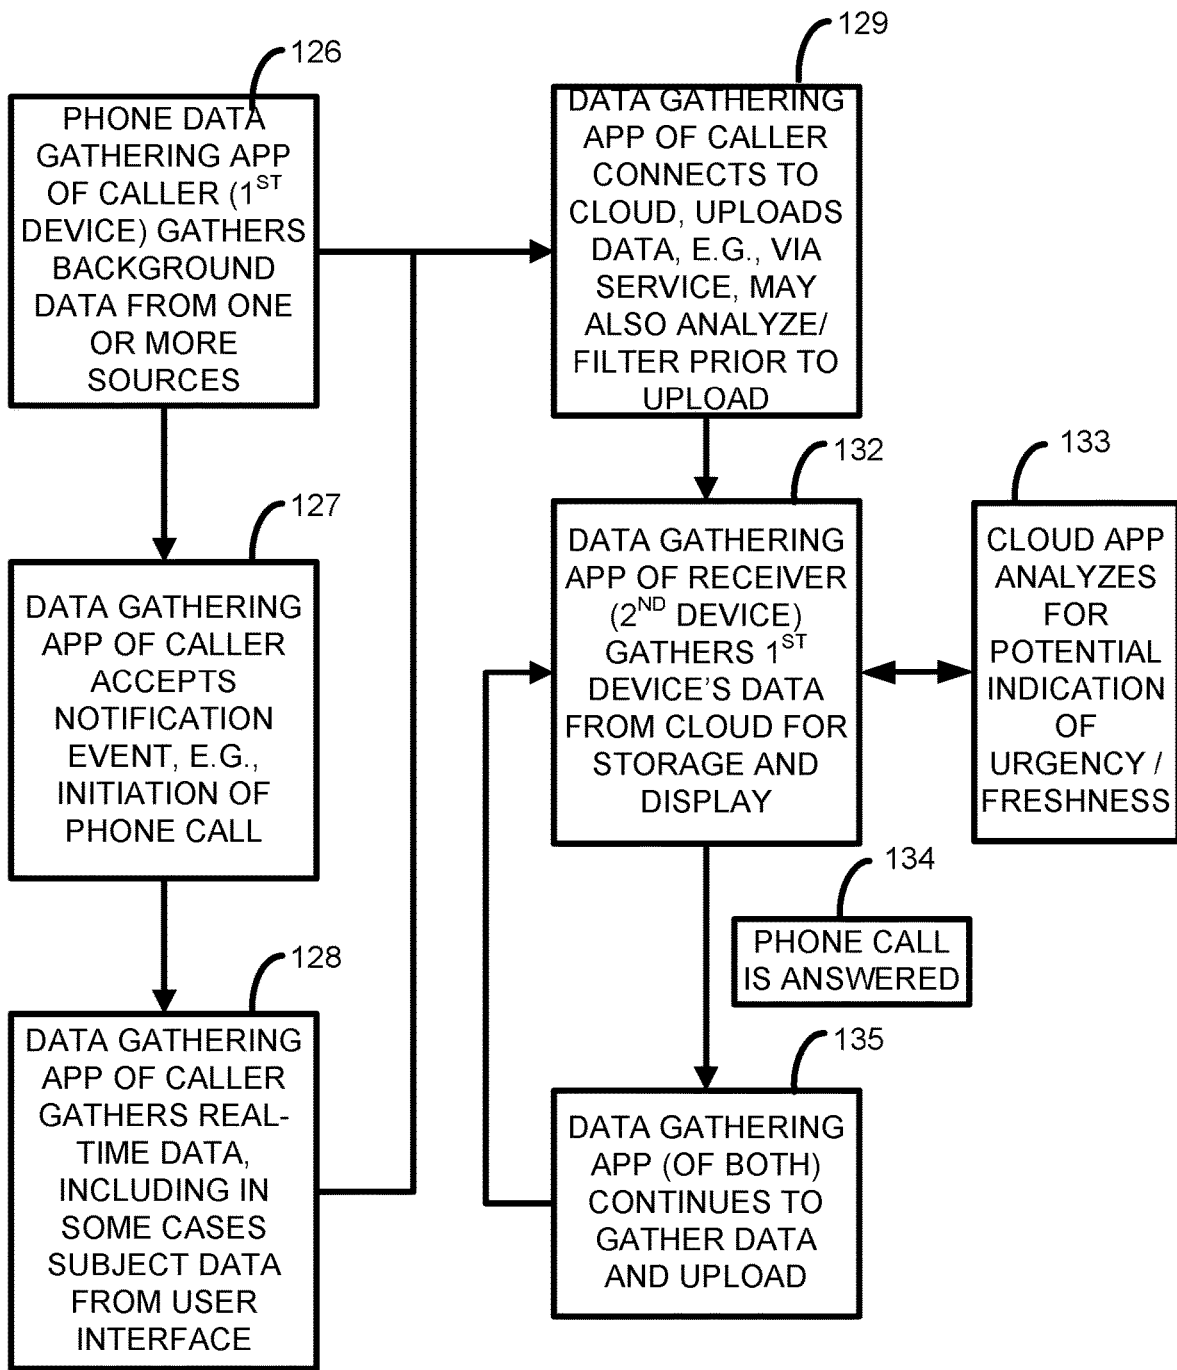 126
PHONE DATA
GATHERING APP
OF CALLER (1ST
DEVICE) GATHERS
BACKGROUND
DATA FROM ONE
OR MORE
SOURCES
127
DATA GATHERING
APP OF CALLER
ACCEPTS
NOTIFICATION
EVENT, E.G.,
INITIATION OF
PHONE CALL
128
DATA GATHERING
APP OF CALLER
GATHERS REAL-
TIME DATA,
INCLUDING IN
SOME CASES
SUBJECT DATA
FROM USER
INTERFACE
129
DATA GATHERING
APP OF CALLER
CONNECTS TO
CLOUD, UPLOADS
DATA, E.G., VIA
SERVICE, MAY
ALSO ANALYZE/
FILTER PRIOR TO
UPLOAD
132
DATA GATHERING
APP OF RECEIVER
(2ND DEVICE)
GATHERS 1ST
DEVICE'S DATA
FROM CLOUD FOR
STORAGE AND
DISPLAY
133
CLOUD APP
ANALYZES
FOR
POTENTIAL
INDICATION
OF
URGENCY /
FRESHNESS
134
PHONE CALL
IS ANSWERED
135
DATA GATHERING
APP (OF BOTH)
CONTINUES TO
GATHER DATA
AND UPLOAD